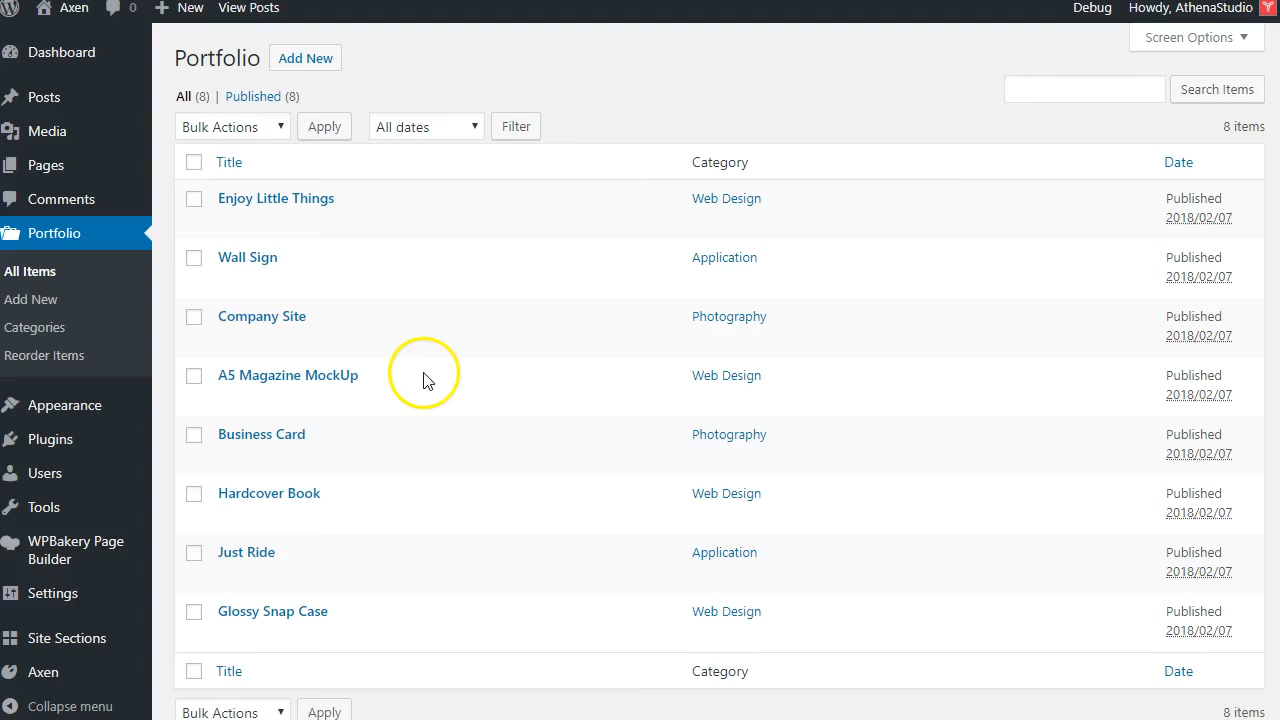 Axen 0 New View Posts Debug Howdy, AthenaStudio
Dashboard
Posts
Media
Pages
Comments
Portfolio
All Items
Add New
Categories
Reorder Items
Appearance
Plugins
Users
Tools
WPBakery Page
Builder
Settings
Site Sections
Axen
Collapse menu
Screen Options
Portfolio Add New
All (8) | Published (8)
Search Items
Bulk Actions Apply All dates Filter 8 items
Title Category Date
Enjoy Little Things Web Design Published
2018/02/07
Wall Sign Application Published
2018/02/07
Company Site Photography Published
2018/02/07
A5 Magazine MockUp Web Design Published
2018/02/07
Business Card Photography Published
2018/02/07
Hardcover Book Web Design Published
2018/02/07
Just Ride Application Published
2018/02/07
Glossy Snap Case Web Design Published
2018/02/07
Title Category Date
Bulk Actions Apply 8 items